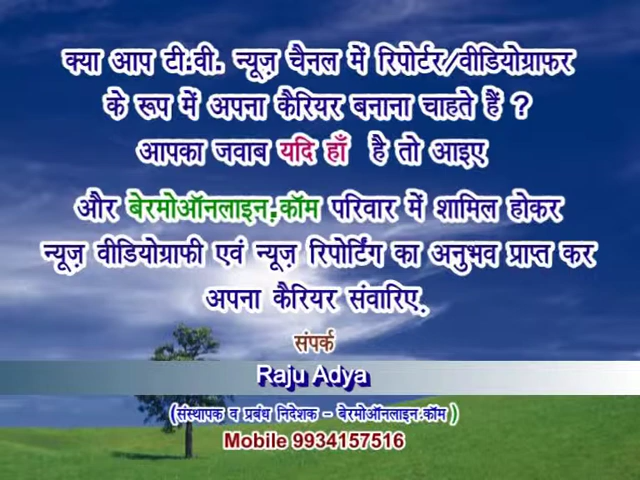 क्या आप टी.वी. न्यूज़ चैनल में रिपोर्टर/वीडियोग्राफर
के रूप में अपना कैरियर बनाना चाहते हैं ?
आपका जवाब यदि हाँ है तो आइए
और बेरमोऑनलाइन.कॉम परिवार में शामिल होकर
न्यूज़ वीडियोग्राफी एवं न्यूज़ रिपोर्टिंग का अनुभव प्राप्त कर
अपना कैरियर संवारिए.
संपर्क
Raju Adya
(संस्थापक व प्रबंध निदेशक - बेरमोऑनलाइन.कॉम )
Mobile 9934157516